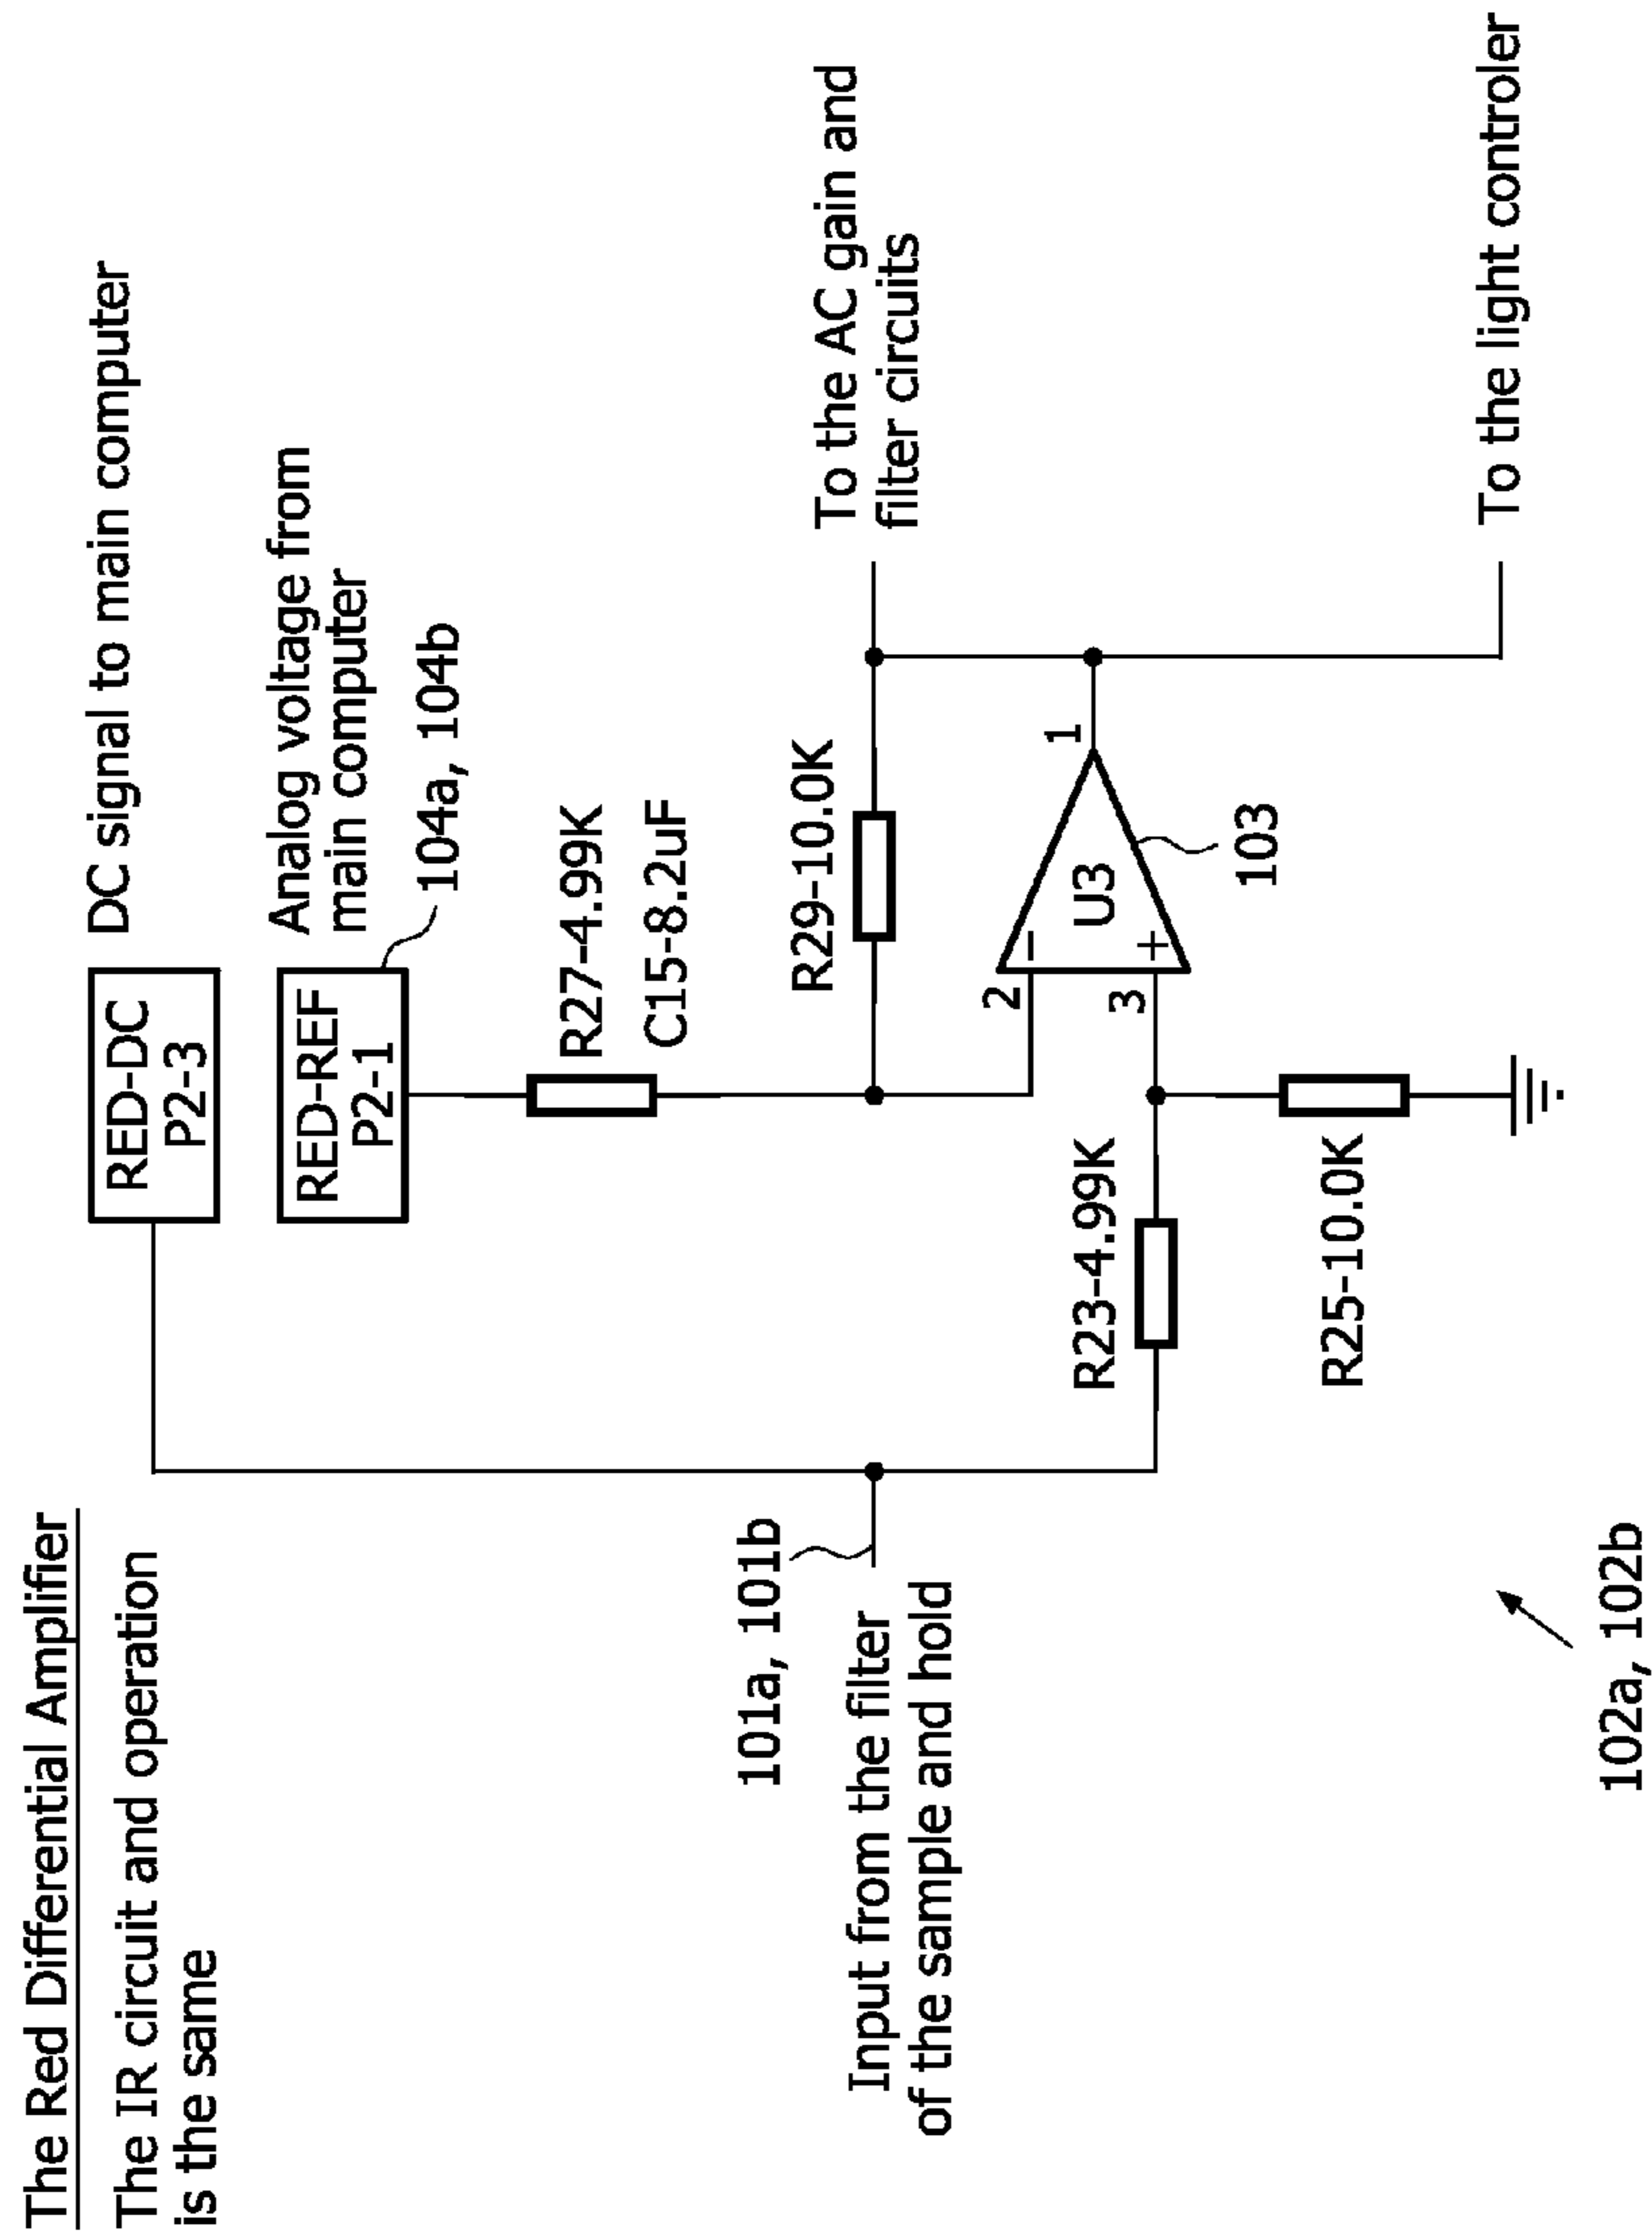 The Red Differential Amplifier
The IR circuit and operation
is the same
RED-DC
P2-3
DC signal to main computer
RED-REF
P2-1
Analog voltage from
main computer
104a, 104b
R27-4.99K
C15-8.2uF
R29-10.0K
To the AC gain and
filter circuits
101a, 101b
Input from the filter
of the sample and hold
2
3
U3
1
103
R23-4.99K
R25-10.0K
To the light controler
102a, 102b